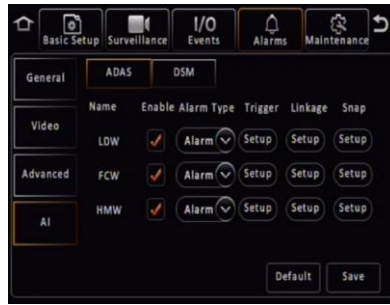 Basic Setup Surveillance I/O Events Alarms Maintenance
General ADAS DSM
Name Enable Alarm Type Trigger Linkage Snap
Video
LDW Alarm Setup Setup Setup
Advanced FCW Alarm Setup Setup Setup
HMW Alarm Setup Setup Setup
AI
Default Save